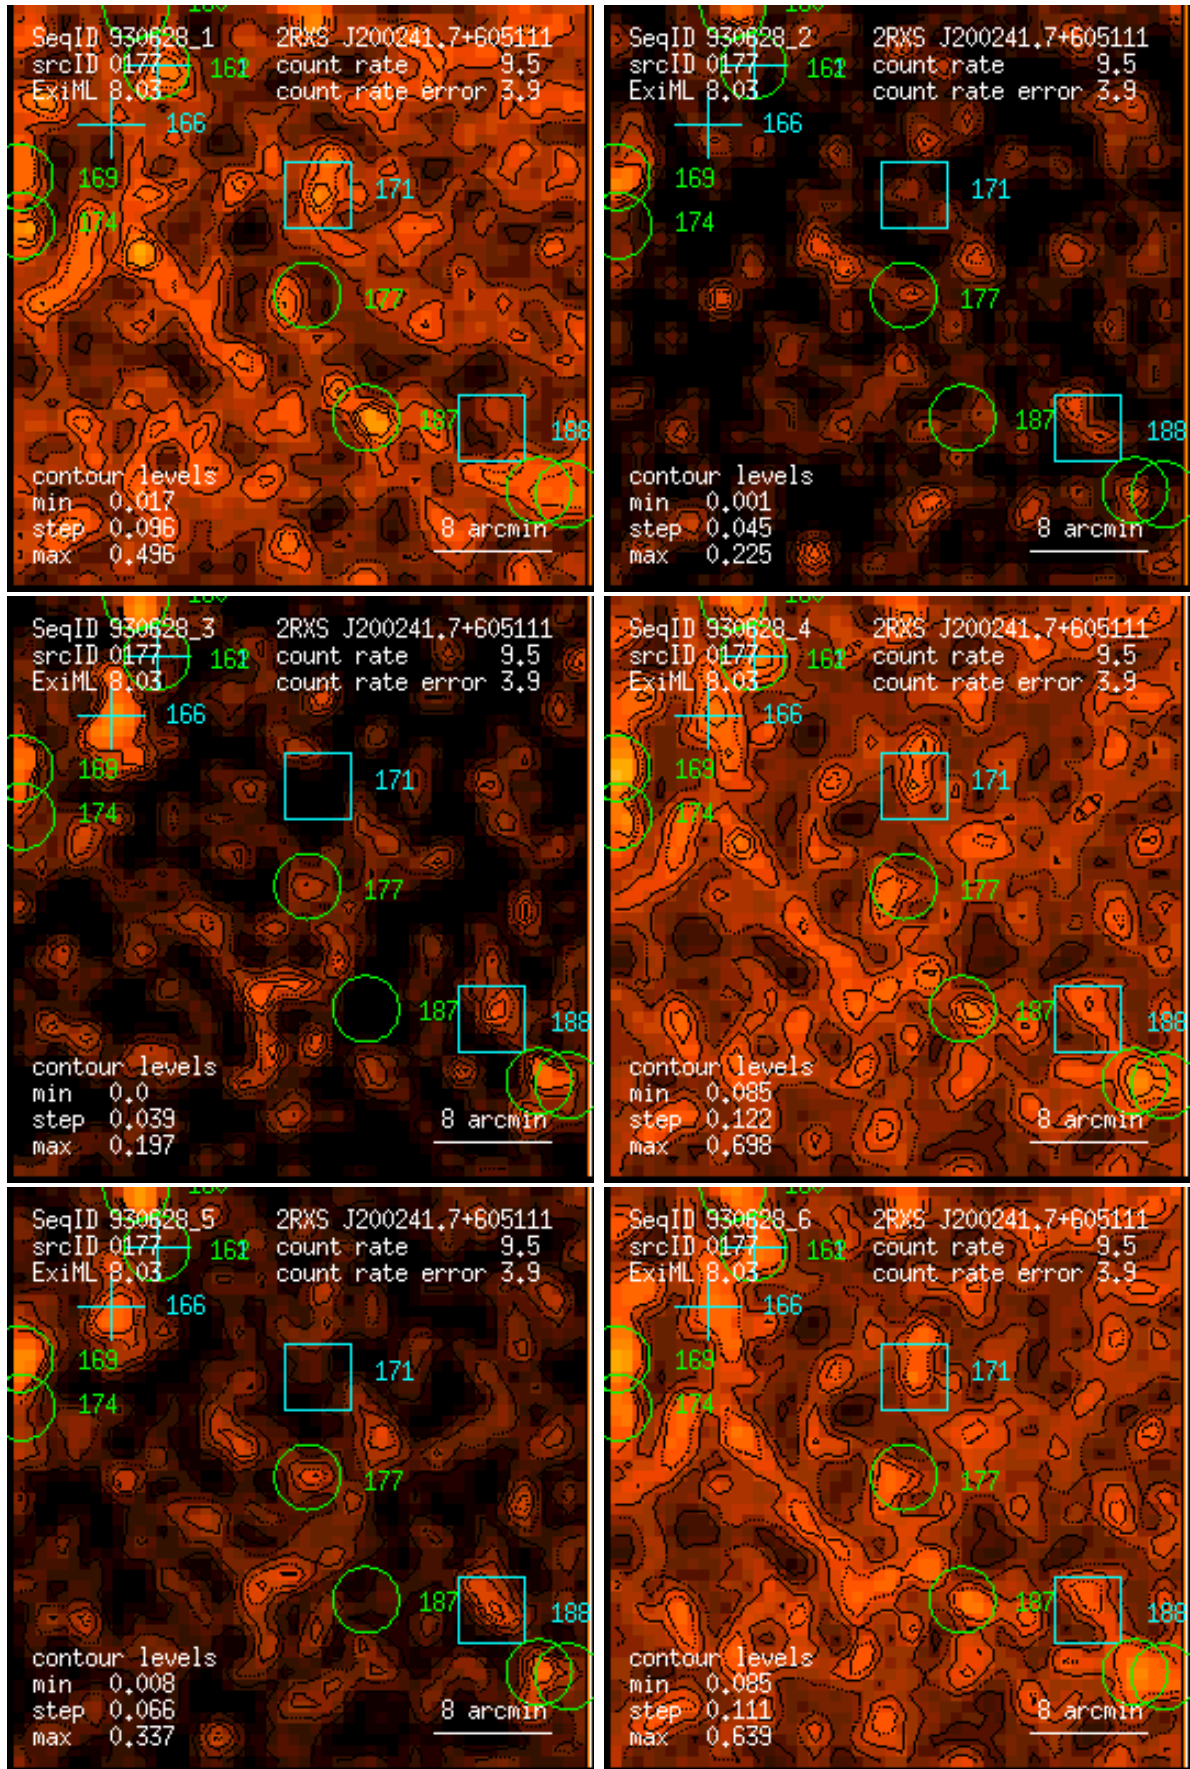 SeqID 930628_1 2RXS J200241.7+605111
srcID 0177 162 count rate 9.5
ExiML 8.03 count rate error 3.9
166
171
169
174
177
187
188
contour levels
min 0.017
step 0.096 8 arcmin
max 0.496
SeqID 930628_2 2RXS J200241.7+605111
srcID 0177 count rate 9.5
ExiML 8.03 count rate error 3.9
166
171
169
174
177
187
188
contour levels
min 0.001
step 0.045 8 arcmin
max 0.225
SeqID 930628_3 2RXS J200241.7+605111
srcID 0177 count rate 9.5
ExiML 8.03 count rate error 3.9
166
169
171
174
177
187
188
contour levels
min 0.0
step 0.039 8 arcmin
max 0.197
SeqID 930628_4 2RXS J200241.7+605111
srcID 0177 count rate 9.5
ExiML 8.03 count rate error 3.9
166
169
171
174
177
187
188
contour levels
min 0.085
step 0.122 8 arcmin
max 0.698
SeqID 930628_5 2RXS J200241.7+605111
srcID 0177 count rate 9.5
ExiML 8.03 count rate error 3.9
166
169
171
174
177
187
188
contour levels
min 0.008
step 0.066 8 arcmin
max 0.337
SeqID 930628_6 2RXS J200241.7+605111
srcID 0177 count rate 9.5
ExiML 8.03 count rate error 3.9
166
169
171
174
177
187
188
contour levels
min 0.085
step 0.111 8 arcmin
max 0.639